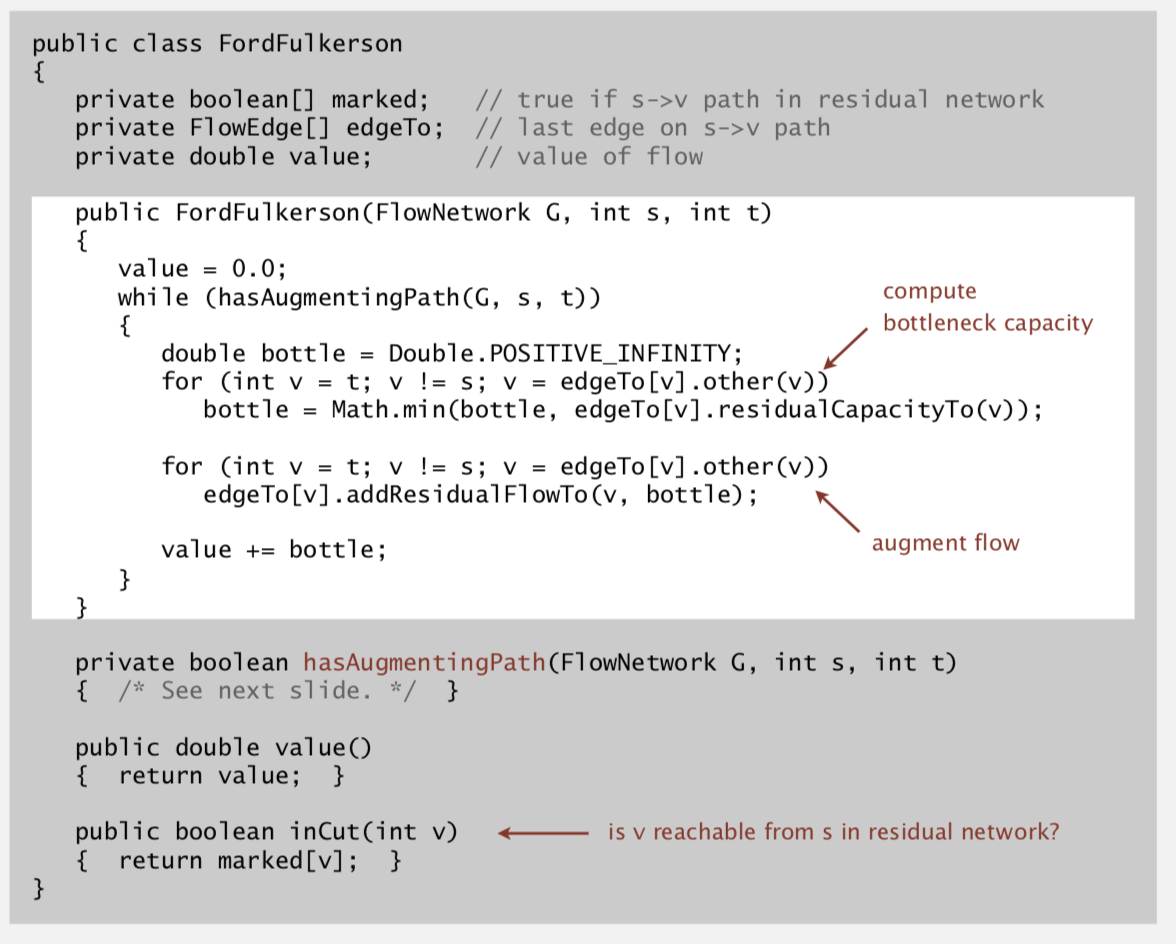 public class FordFulkerson
{
private boolean[] marked; // true if s->v path in residual network
private FlowEdge[] edgeTo; // last edge on s->v path
private double value; // value of flow
public FordFulkerson(FlowNetwork G, int s, int t)
{
value = 0.0;
while (hasAugmentingPath(G, s, t))
{
compute
bottleneck capacity
double bottle = Double.POSITIVE_INFINITY;
for (int v = t; v != s; v = edgeTo[v].other(v))
bottle = Math.min(bottle, edgeTo[v].residualCapacityTo(v));
for (int v = t; v != s; v = edgeTo[v].other(v))
edgeTo[v].addResidualFlowTo(v, bottle);
augment flow
value += bottle;
}
}
private boolean hasAugmentingPath(FlowNetwork G, int s, int t)
{ /* See next slide. */ }
public double value()
{ return value; }
public boolean inCut(int v) is v reachable from s in residual network?
{ return marked[v]; }
}